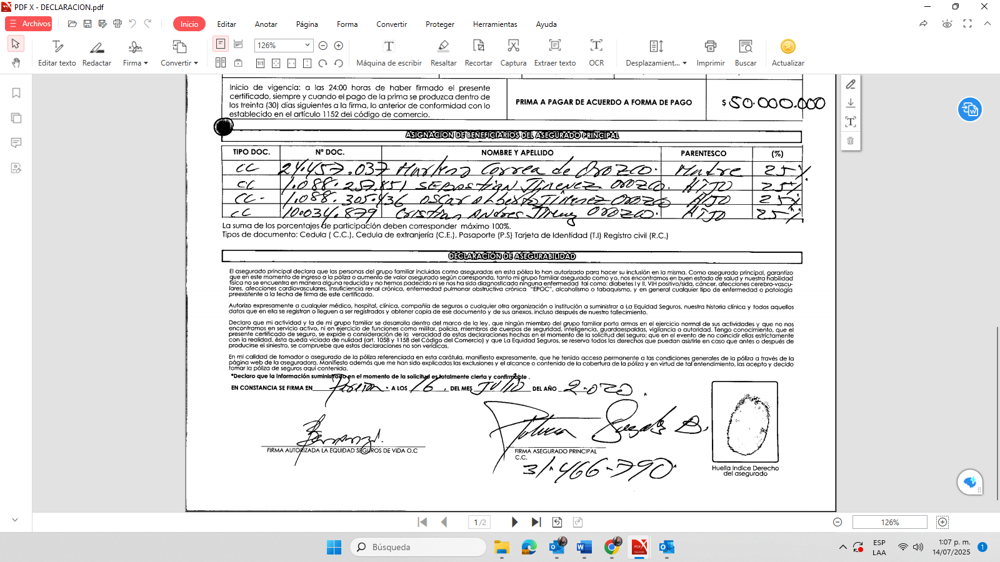 PDF X - DECLARACION.pdf
Archivos
Inicio Editar Anotar Página Forma Convertir Proteger Herramientas Ayuda
Editar texto Redactar Firma Convertir
126%
Máquina de escribir Resaltar Recortar Captura Extraer texto OCR Desplazamient... Imprimir Buscar Actualizar
Inicio de vigencia: a las 24:00 horas de haber firmado el presente
certificado, siempre y cuando el pago de la prima se produzca dentro de
los treinta (30) días siguientes a la firma, lo anterior de conformidad con lo
establecido en el artículo 1152 del código de comercio.
PRIMA A PAGAR DE ACUERDO A FORMA DE PAGO
$ 50.000.000
ASIGNACION DE BENEFICIARIOS DEL ASEGURADO PRINCIPAL
TIPO DOC. Nº DOC. NOMBRE Y APELLIDO PARENTESCO (%)
CC 24.457.037 Correa de Orozco. Madre 25%
CC 1.088.257.851 SEBASTIAN JIMENEZ OROZCO. HIJO 25%
CC. 1.088.305.436 OSCAR Alberto JIMENEZ OROZCO HIJO 25%
CC 10.034.879 Cristian ANDRES OROZCO. HIJO 25%
La suma de los porcentajes de participación deben corresponder máximo 100%.
Tipos de documento: Cedula ( C.C.), Cedula de extranjería (C.E.), Pasaporte (P.S) Tarjeta de Identidad (T.I) Registro civil (R.C.)
DECLARACIÓN DE ASEGURABILIDAD
El asegurado principal declara que las personas del grupo familiar incluidas como aseguradas en esta póliza lo han autorizado para hacer su inclusión en la misma. Como asegurado principal, garantizo
que en este momento de ingreso a la póliza o aumento de valor asegurado según corresponda, tanto mi grupo familiar asegurado como yo, nos encontramos en buen estado de salud y nuestra habilidad
física no se encuentra en manera alguna reducida y no hemos padecido ni se nos ha sido diagnosticada ninguna enfermedad tal como: diabetes I y II, VIH positivo/sida, cáncer, afecciones cerebro-vascu-
lares, afecciones cardiovasculares, insuficiencia renal crónica, enfermedad pulmonar obstructiva crónica "EPOC", alcoholismo o tabaquismo, y en general cualquier tipo de enfermedad o patología
preexistente a la fecha de firma de este certificado.
Autorizo expresamente a cualquier médico, hospital, clínica, compañía de seguros o cualquier otra organización o institución a suministrar a La Equidad Seguros, nuestra historia clínica y todos aquellos
datos que en ella se registran o lleguen a ser registrados y obtener copia de ese documento y de sus anexos, incluso después de nuestro fallecimiento.
Declaro que mi actividad y la de mi grupo familiar se desarrolla dentro del marco de la ley, que ningún miembro del grupo familiar porta armas en el ejercicio normal de sus actividades y que no nos
encontramos en servicio activo, ni en ejercicio de funciones como militar, policia, miembros de cuerpos de seguridad, inteligencia, guardaespaldas, vigilancia o autoridad. Tengo conocimiento, que el
presente certificado de seguro, se expide a consideración de la veracidad de estas declaraciones hechas en el momento de la solicitud del seguro; que en el evento de no coincidir ellas estrictamente
con la realidad, ésta queda viciada de nulidad (art. 1058 y 1158 del Código del Comercio) y que La Equidad Seguros, se reserva todos los derechos que puedan asistirle en caso que antes o después de
producirse el siniestro, se compruebe que estas declaraciones no son verídicas.
En mi calidad de tomador o asegurado de la póliza referenciada en esta carátula, manifiesto expresamente, que he tenido acceso permanente a las condiciones generales de la póliza a través de la
página web de la aseguradora. Manifiesto además que me han sido explicadas las exclusiones y el alcance o contenido de la cobertura de la póliza y en virtud de tal entendimiento, las acepto y decido
tomar la póliza de seguros aquí contenida.
*Declaro que la información suministrada en el momento de la solicitud es totalmente cierta y confirmable .
EN CONSTANCIA SE FIRMA EN A LOS 16 . DEL MES JULIO DEL AÑO 2.020.
FIRMA AUTORIZADA LA EQUIDAD SEGUROS DE VIDA O.C
FIRMA ASEGURADO PRINCIPAL
C.C.
31.466.790
Huella Indice Derecho
del asegurado
1 /2
126%
Búsqueda
ESP
LAA
1:07 p. m.
14/07/2025
1